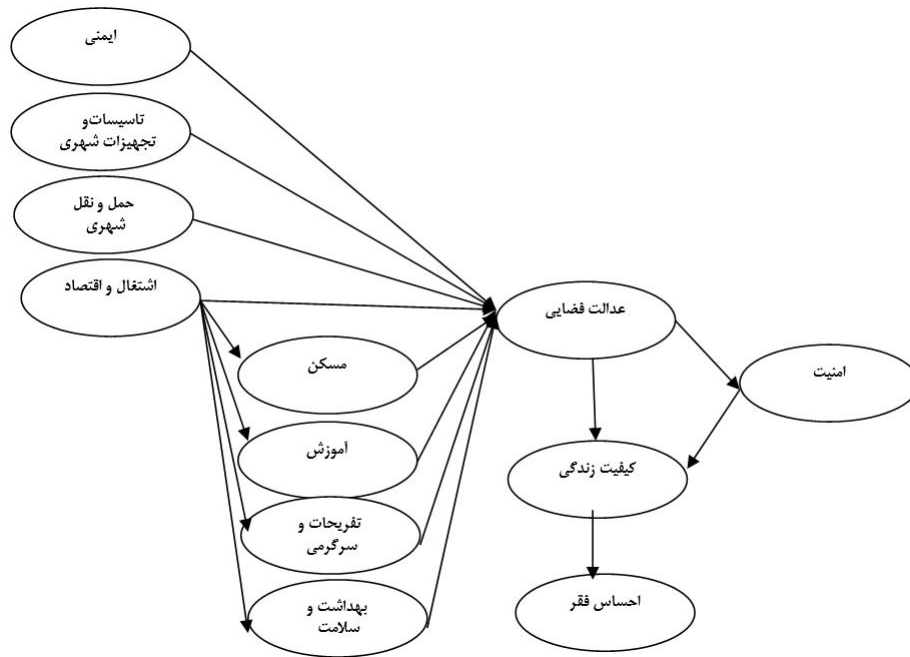 ایمنی
تاسیسات‌و
تجهیزات شهری
حمل و نقل
شهری
اشتغال و اقتصاد
عدالت فضایی
مسکن
امنیت
آموزش
کیفیت زندگی
تفریحات و
سرگرمی
بهداشت و
سلامت
احساس فقر